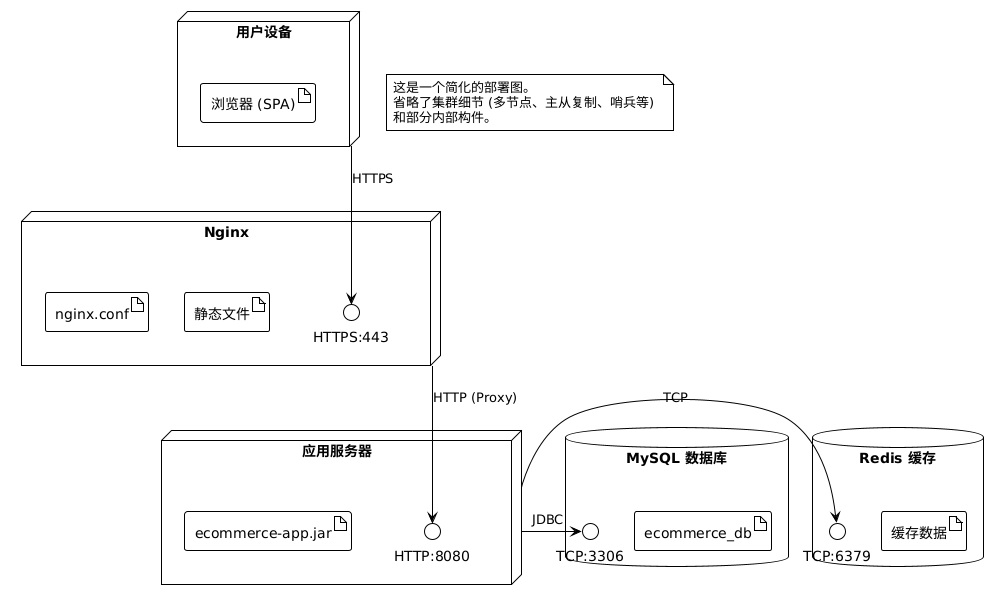 用户设备
浏览器 (SPA)
这是一个简化的部署图。
省略了集群细节 (多节点、主从复制、哨兵等)
和部分内部构件。
HTTPS
Nginx
nginx.conf
静态文件
HTTPS:443
HTTP (Proxy)
TCP
应用服务器
ecommerce-app.jar
HTTP:8080
JDBC
MySQL 数据库
TCP:3306
ecommerce_db
Redis 缓存
TCP:6379
缓存数据